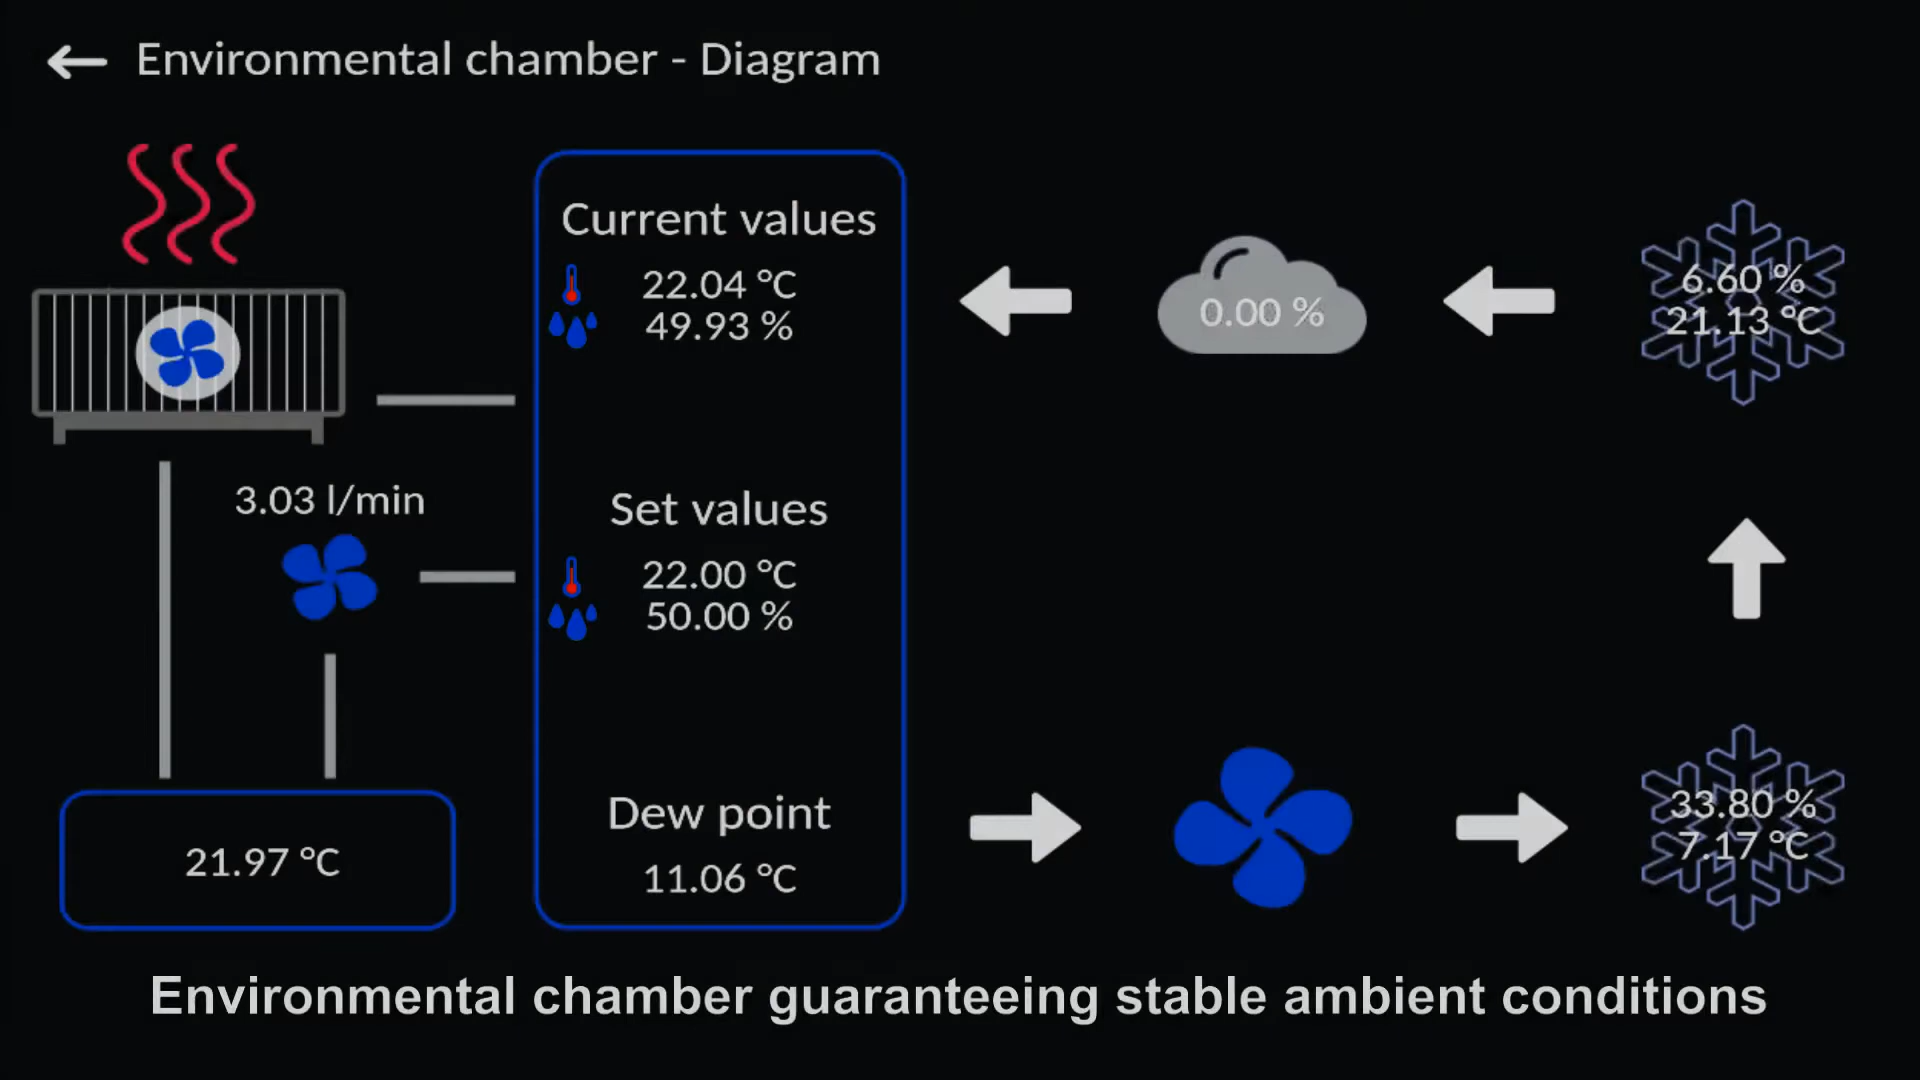 Environmental chamber - Diagram
Current values
22.04 °C
49.93 %
0.00 %
6.60 %
21.13 °C
3.03 l/min
Set values
22.00 °C
50.00 %
Dew point
11.06 °C
21.97 °C
33.80 %
7.17 °C
Environmental chamber guaranteeing stable ambient conditions